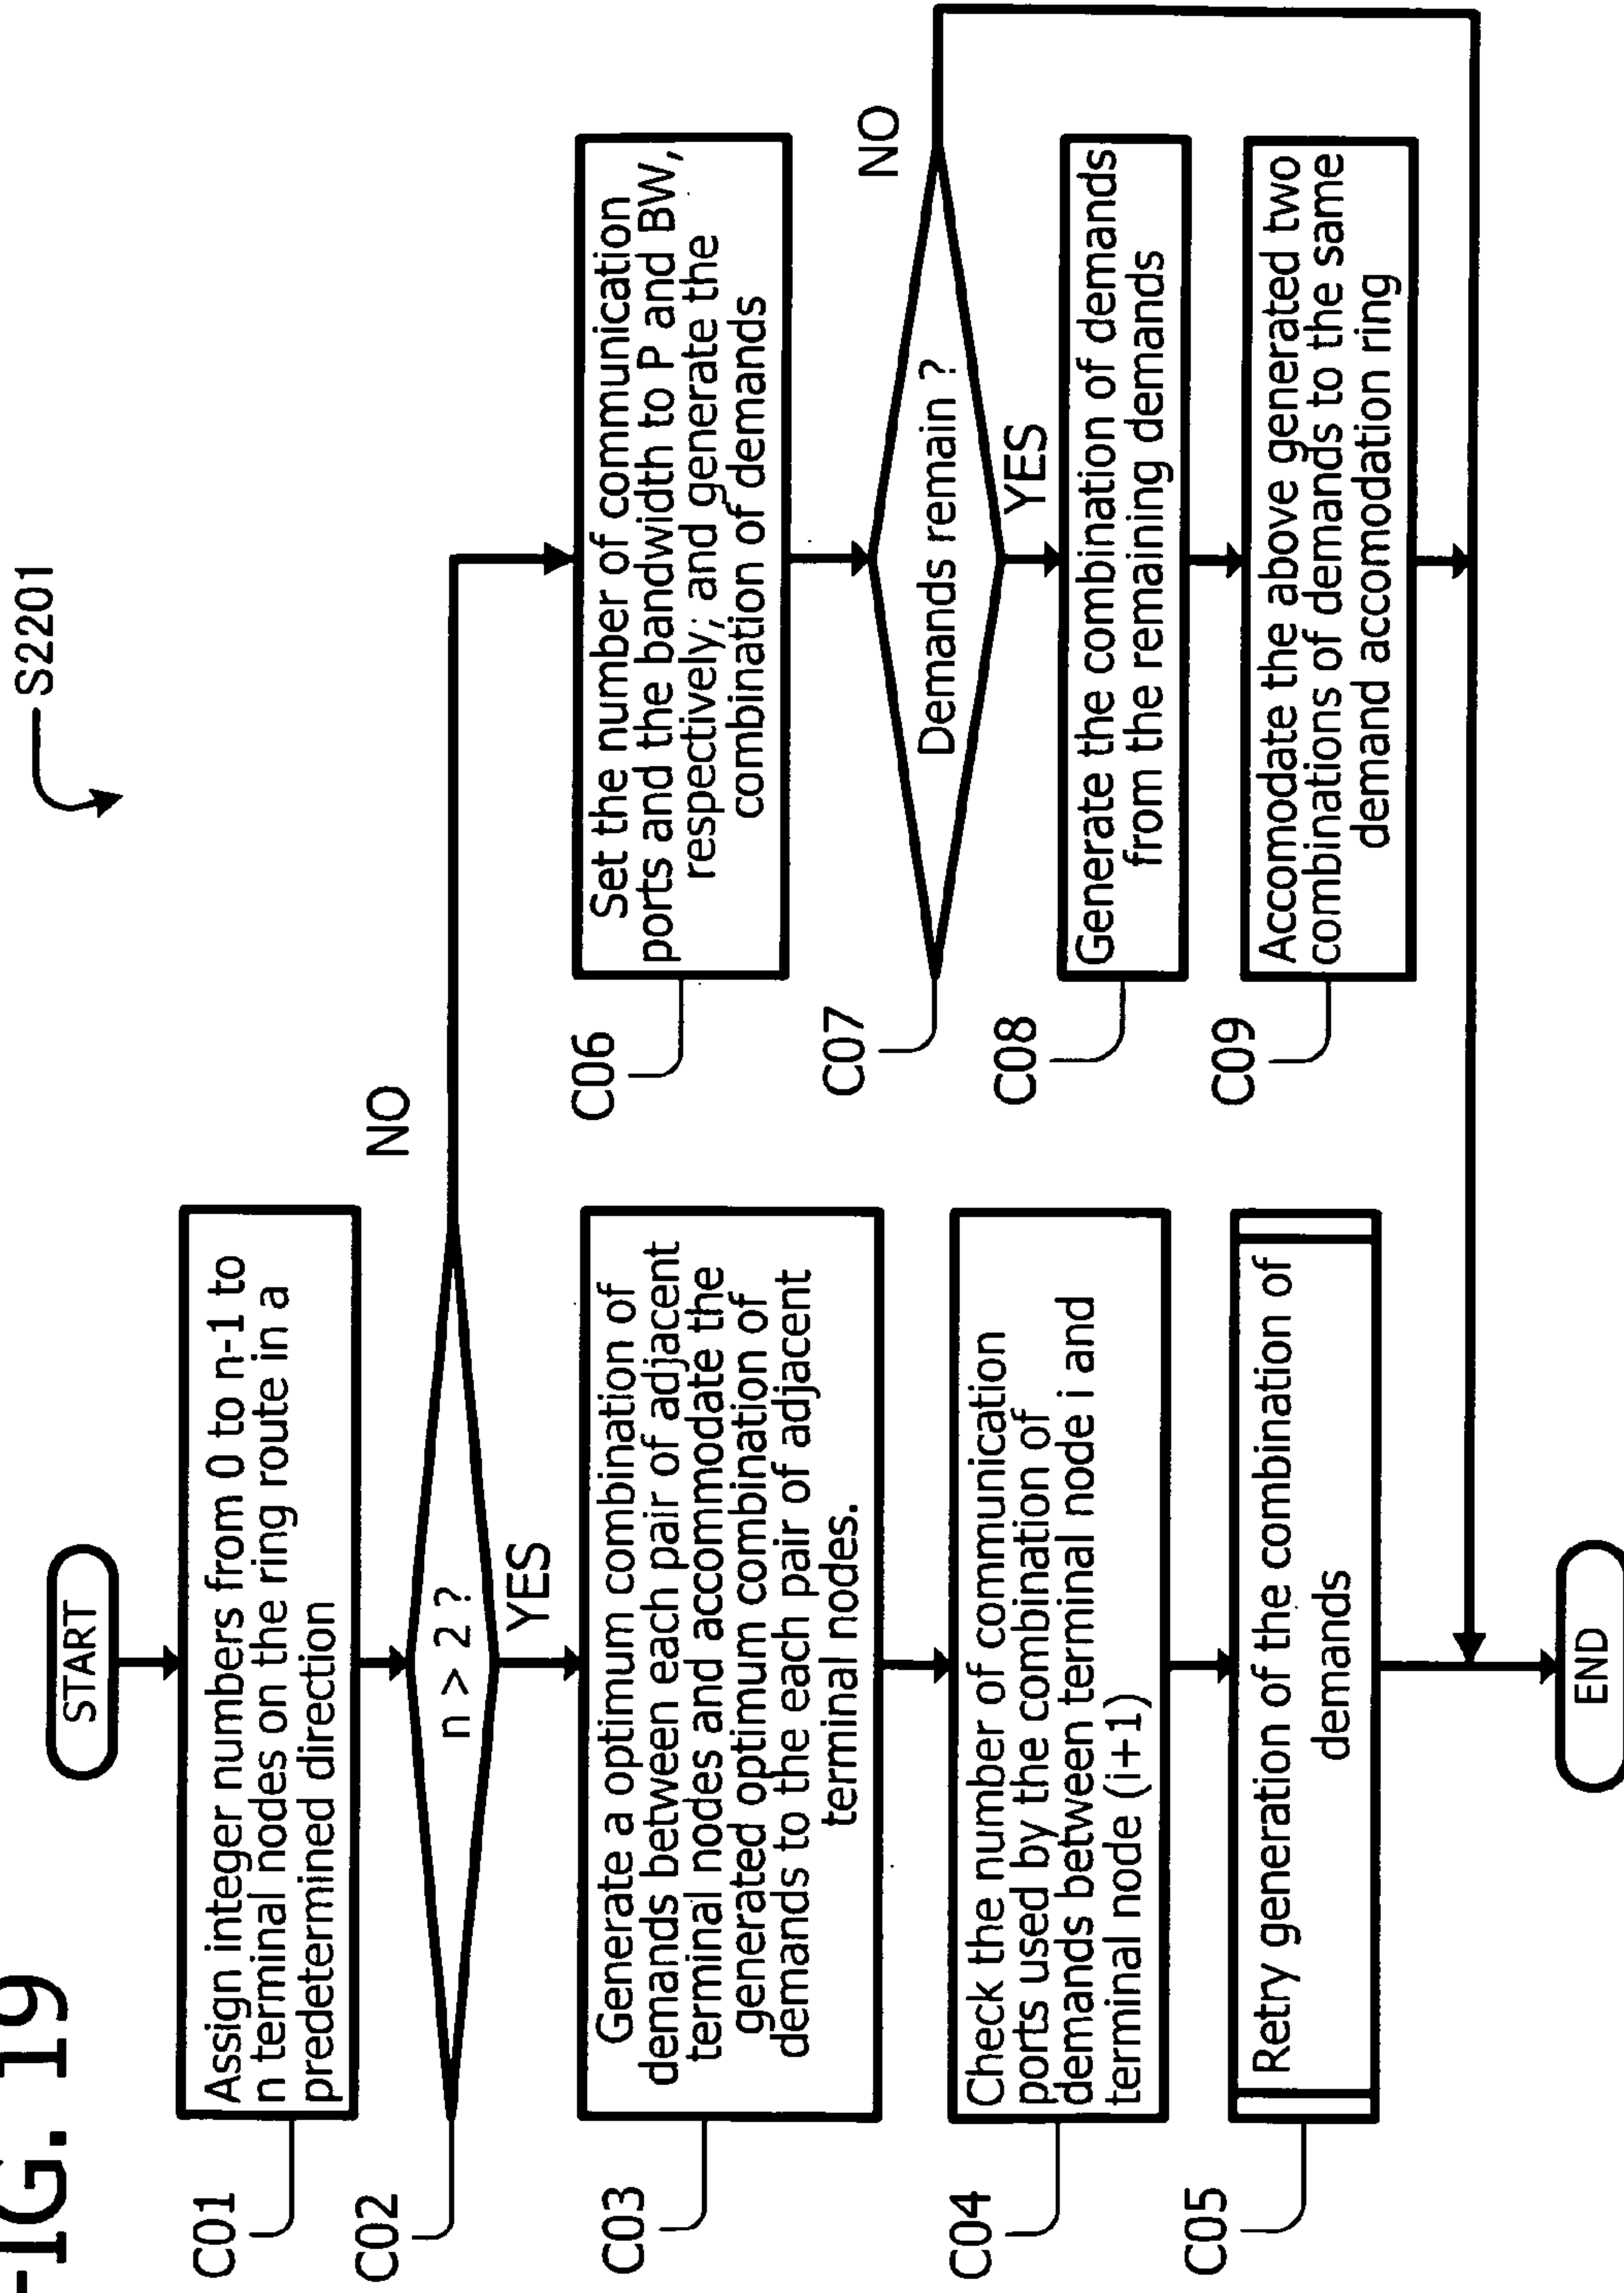 FIG. 19
S2201
START
C01
Assign integer numbers from 0 to n-1 to
n terminal nodes on the ring route in a
predetermined direction
C02
n > 2 ?
NO
YES
C03
Generate a optimum combination of
demands between each pair of adjacent
terminal nodes and accommodate the
generated optimum combination of
demands to the each pair of adjacent
terminal nodes.
C04
Check the number of communication
ports used by the combination of
demands between terminal node i and
terminal node (i+1)
C05
Retry generation of the combination of
demands
C06
Set the number of communication
ports and the bandwidth to P and BW,
respectively; and generate the
combination of demands
C07
Demands remain ?
NO
YES
C08
Generate the combination of demands
from the remaining demands
C09
Accomodate the above generated two
combinations of demands to the same
demand accomodation ring
END